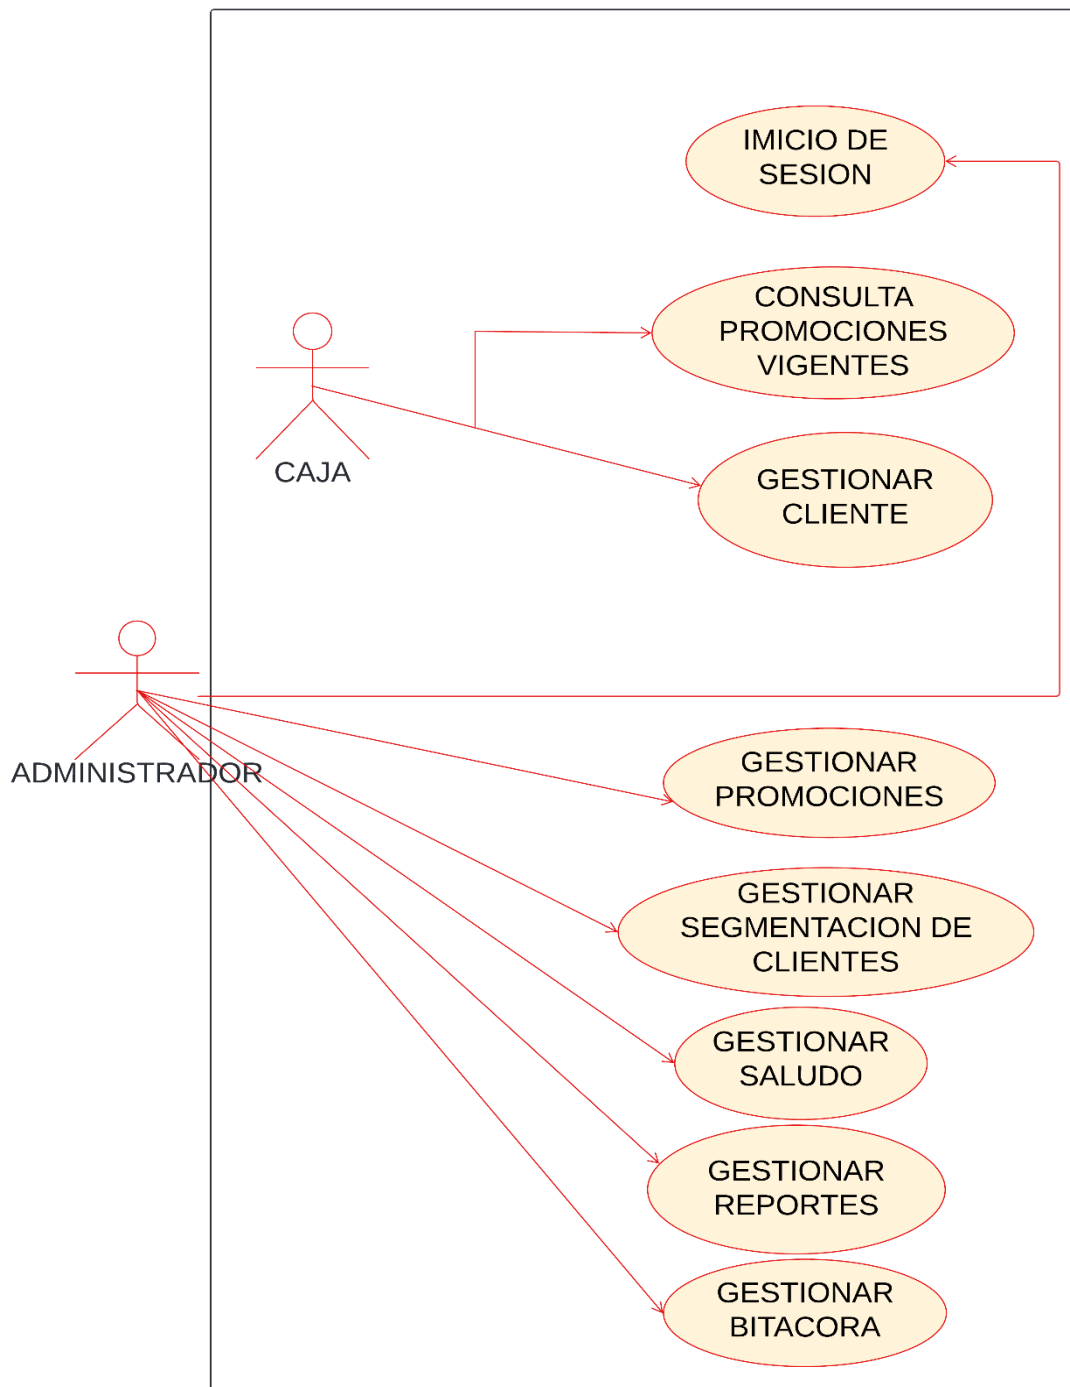 IMICIO DE
SESION
CONSULTA
PROMOCIONES
VIGENTES
CAJA
GESTIONAR
CLIENTE
ADMINISTRADOR
GESTIONAR
PROMOCIONES
GESTIONAR
SEGMENTACION DE
CLIENTES
GESTIONAR
SALUDO
GESTIONAR
REPORTES
GESTIONAR
BITACORA